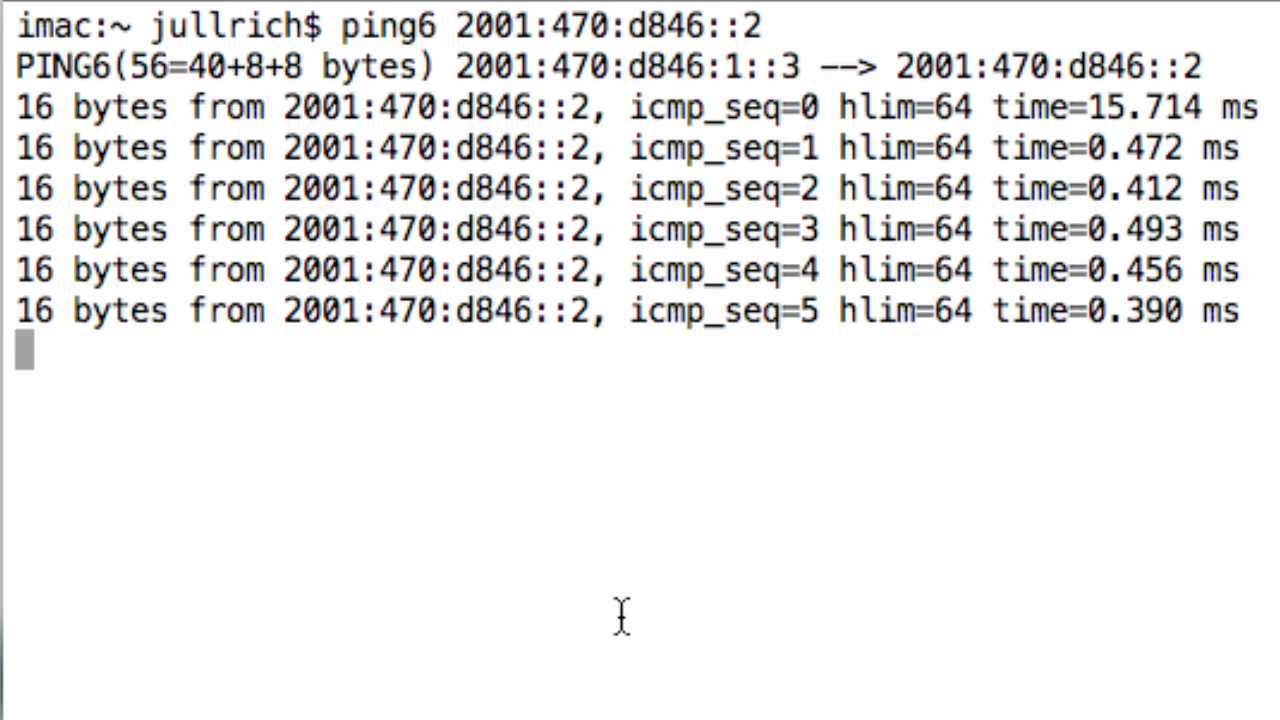 imac:~ jullrich$ ping6 2001:470:d846::2
PING6(56=40+8+8 bytes) 2001:470:d846:1::3 --> 2001:470:d846::2
16 bytes from 2001:470:d846::2, icmp_seq=0 hlim=64 time=15.714 ms
16 bytes from 2001:470:d846::2, icmp_seq=1 hlim=64 time=0.472 ms
16 bytes from 2001:470:d846::2, icmp_seq=2 hlim=64 time=0.412 ms
16 bytes from 2001:470:d846::2, icmp_seq=3 hlim=64 time=0.493 ms
16 bytes from 2001:470:d846::2, icmp_seq=4 hlim=64 time=0.456 ms
16 bytes from 2001:470:d846::2, icmp_seq=5 hlim=64 time=0.390 ms